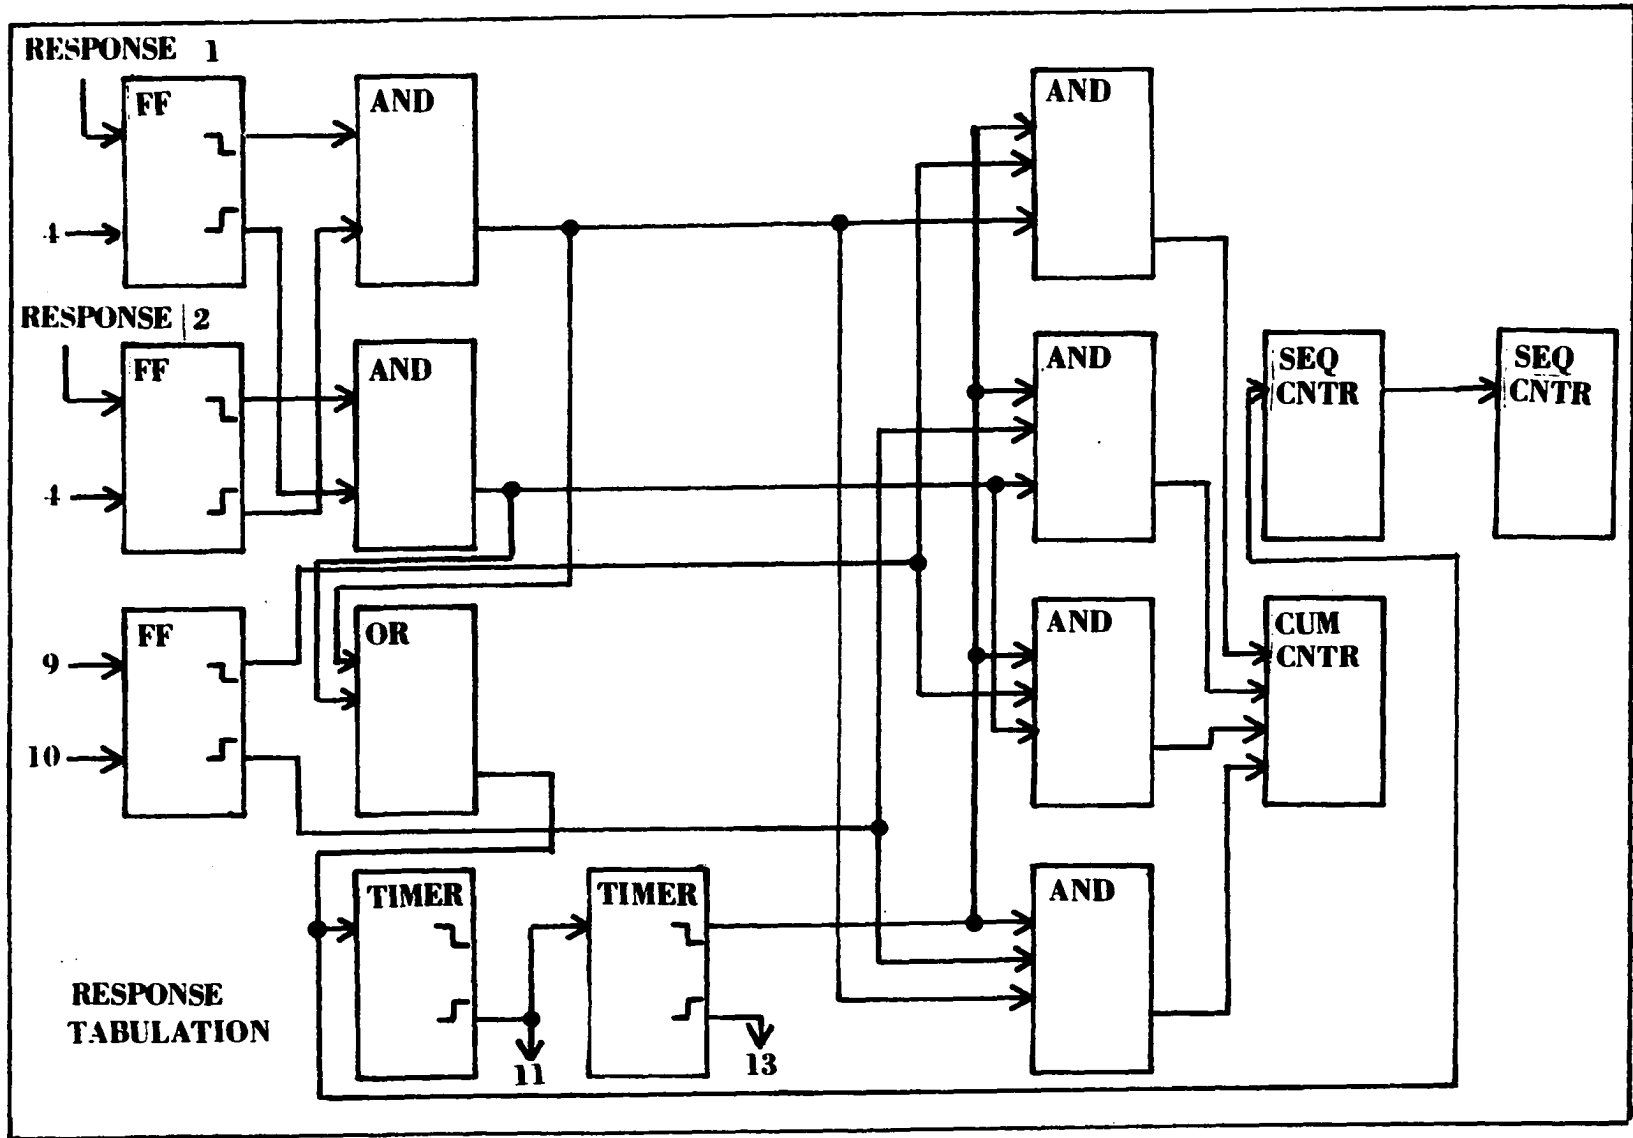 RESPONSE 1
FF
AND
AND
4
RESPONSE 2
FF
AND
AND
SEQ
CNTR
SEQ
CNTR
4
FF
OR
AND
CUM
CNTR
9
10
TIMER
TIMER
AND
RESPONSE
TABULATION
11
13